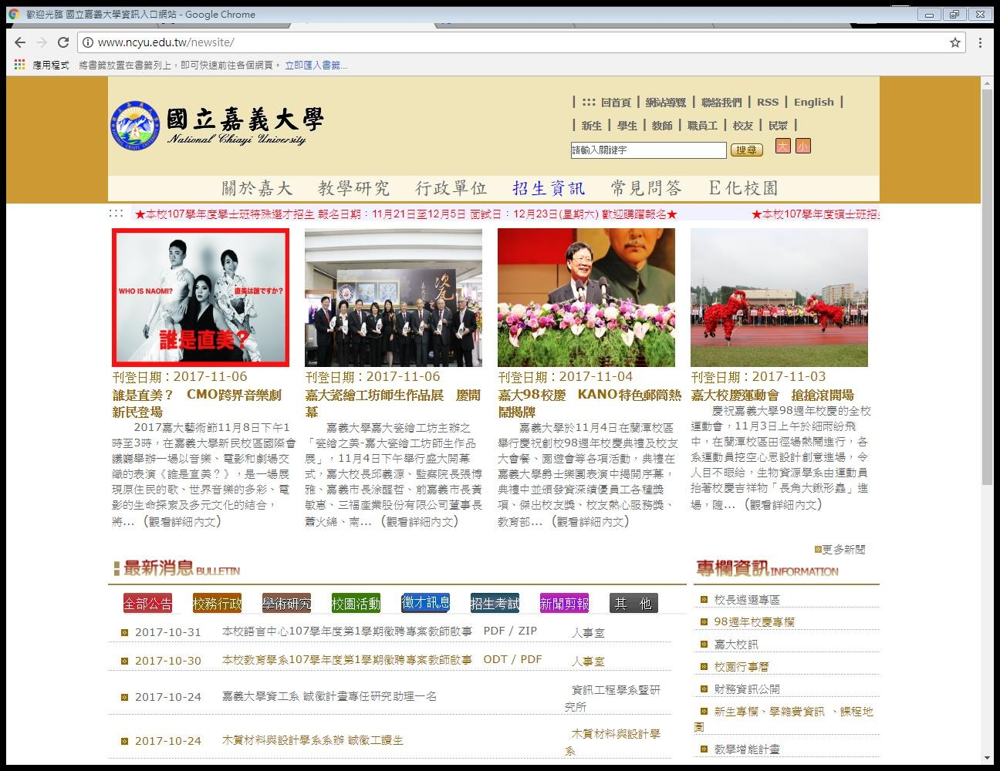 歡迎光臨 國立嘉義大學資訊入口網站 - Google Chrome
www.ncyu.edu.tw/newsite/
應用程式 將書籤放置在書籤列上，即可快速前往各個網頁。 立即匯入書籤...
國立嘉義大學
National Chiayi University
| ::: 回首頁 | 網站導覽 | 聯絡我們 | RSS | English |
| 新生 | 學生 | 教師 | 職員工 | 校友 | 民眾 |
請輸入關鍵字 搜尋 大 小
關於嘉大 教學研究 行政單位 招生資訊 常見問答 E化校園
::: ★本校107學年度學士班特殊選才招生 報名日期：11月21日至12月5日 面試日：12月23日(星期六) 歡迎踴躍報名★ ★本校107學年度碩士班招生
WHO IS NAOMI? 直美は誰ですか?
誰是直美？
刊登日期：2017-11-06
誰是直美？ CMO跨界音樂劇
新民登場
2017嘉大藝術節11月8日下午1
時至3時，在嘉義大學新民校區國際會
議廳舉辦一場以音樂、電影和劇場交
織的表演《誰是直美？》，是一場展
現原住民的歌、世界音樂的多彩、電
影的生命探索及多元文化的結合，
將... (觀看詳細內文)
刊登日期：2017-11-06
嘉大瓷繪工坊師生作品展 慶開
幕
嘉義大學嘉大瓷繪工坊主辦之
「瓷繪之美-嘉大瓷繪工坊師生作品
展」，11月4日下午舉行盛大開幕
式，嘉大校長邱義源、監察院長張博
雅、嘉義市長涂醒哲、前嘉義市長黃
敏惠、三福產業股份有限公司董事長
蕭火綿、南... (觀看詳細內文)
刊登日期：2017-11-04
嘉大98校慶 KANO特色郵筒熱
鬧揭牌
嘉義大學於11月4日在蘭潭校區
舉行慶祝創校98週年校慶典禮及校友
大會餐、園遊會等各項活動，典禮在
嘉義大學爵士樂團表演中揭開序幕，
典禮中並頒發資深績優員工各種獎
項、傑出校友獎、校友熱心服務獎、
教育部... (觀看詳細內文)
刊登日期：2017-11-03
嘉大校慶運動會 搶搶滾開場
慶祝嘉義大學98週年校慶的全校
運動會，11月3日上午於細雨紛飛
中，在蘭潭校區田徑場熱鬧進行，各
系運動員挖空心思設計創意進場，令
人目不暇給，生物資源學系由運動員
抬著校慶吉祥物「長角大鍬形蟲」進
場，隨... (觀看詳細內文)
更多新聞
最新消息 BULLETIN
全部公告 校務行政 學術研究 校園活動 徵才訊息 招生考試 新聞剪報 其 他
2017-10-31 本校語言中心107學年度第1學期徵聘專案教師啟事 PDF / ZIP 人事室
2017-10-30 本校教育學系107學年度第1學期徵聘專案教師啟事 ODT / PDF 人事室
2017-10-24 嘉義大學資工系 誠徵計畫專任研究助理一名 資訊工程學系暨研
究所
2017-10-24 木質材料與設計學系系辦 誠徵工讀生 木質材料與設計學
系
專欄資訊 INFORMATION
校長遴選專區
98週年校慶專欄
嘉大校訊
校園行事曆
財務資訊公開
新生專欄、學雜費資訊 、課程地
圖
教學增能計畫